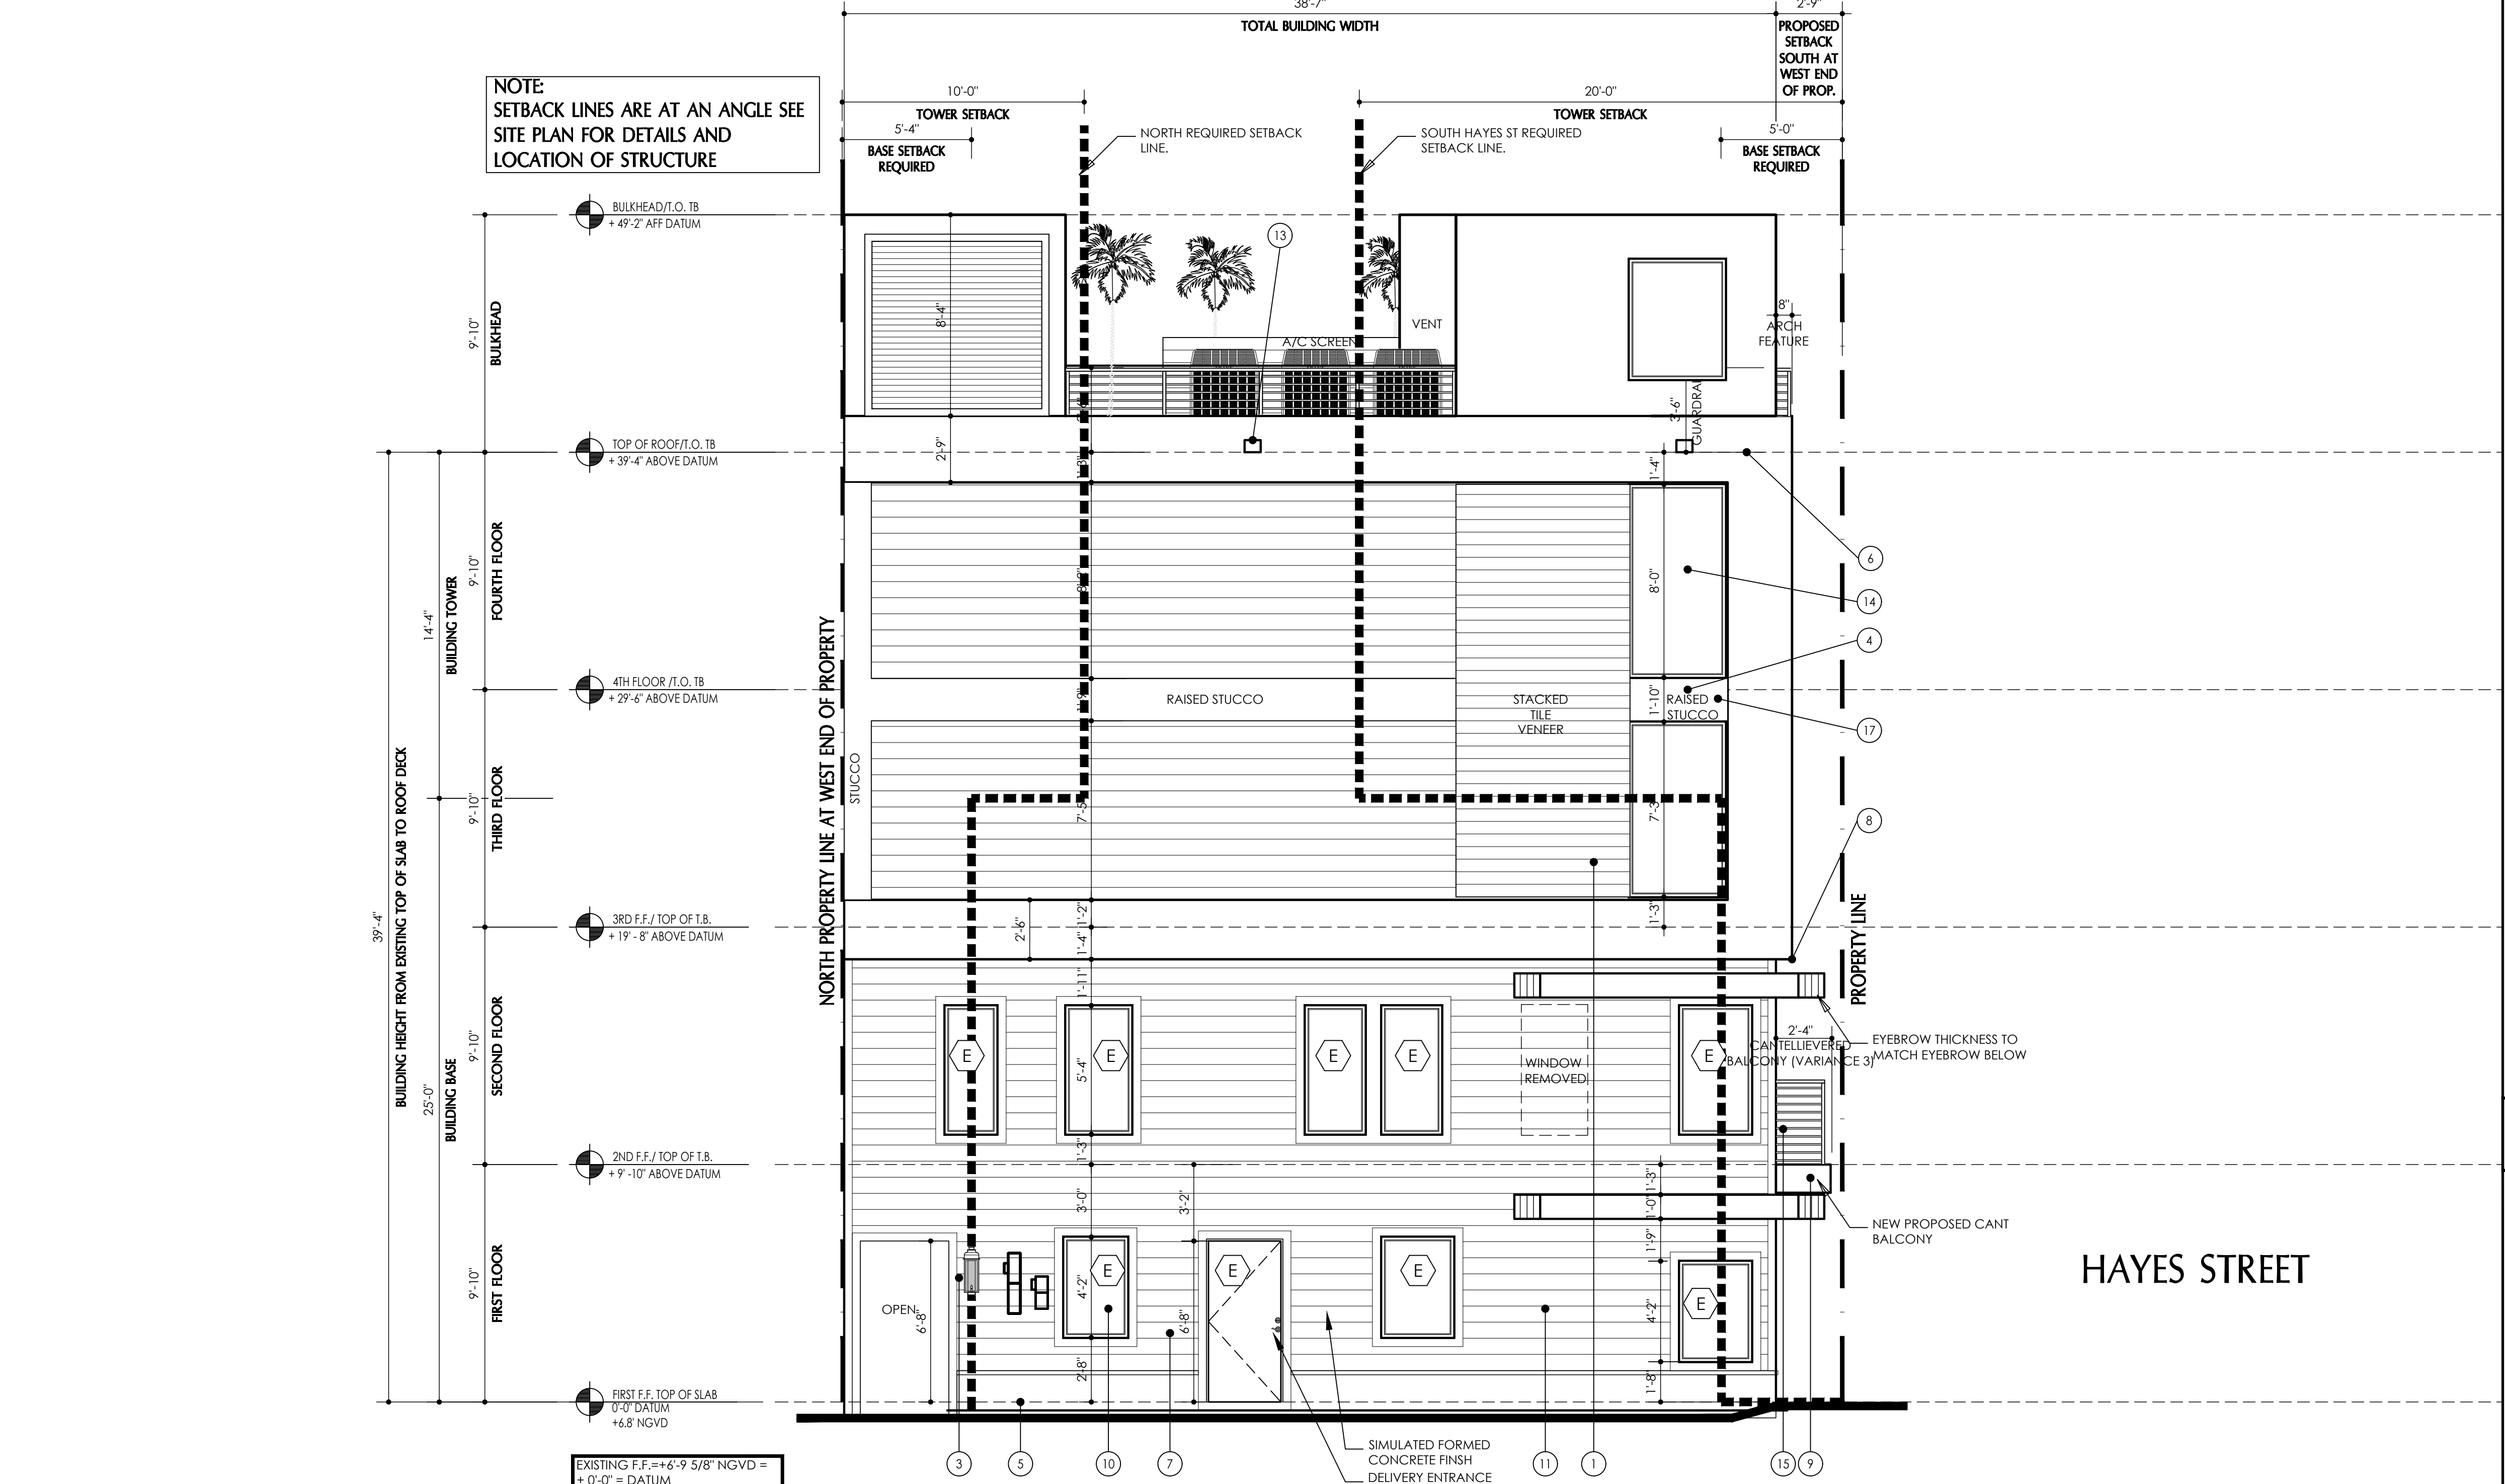 38'-7"
2'-9"
TOTAL BUILDING WIDTH
PROPOSED
SETBACK
SOUTH AT
WEST END
OF PROP.
NOTE:
SETBACK LINES ARE AT AN ANGLE SEE
SITE PLAN FOR DETAILS AND
LOCATION OF STRUCTURE
10'-0"
TOWER SETBACK
20'-0"
TOWER SETBACK
5'-4"
BASE SETBACK
REQUIRED
NORTH REQUIRED SETBACK
LINE.
SOUTH HAYES ST REQUIRED
SETBACK LINE.
5'-0"
BASE SETBACK
REQUIRED
BULKHEAD/T.O. TB
+ 49'-2" AFF DATUM
13
9'-10"
BULKHEAD
8'-4"
VENT
A/C SCREEN
8"
ARCH
FEATURE
3'-6"
GUARDRAI
TOP OF ROOF/T.O. TB
+ 39'-4" ABOVE DATUM
2'-9"
1'-3"
1'-4"
6
9'-10"
FOURTH FLOOR
14'-4"
BUILDING TOWER
8'-0"
14
4
4TH FLOOR /T.O. TB
+ 29'-6" ABOVE DATUM
1'-9"
RAISED STUCCO
STACKED
TILE
VENEER
1'-10"
RAISED
STUCCO
17
NORTH PROPERTY LINE AT WEST END OF PROPERTY
STUCCO
9'-10"
THIRD FLOOR
7'-5"
7'-3"
8
39'-4"
BUILDING HEIGHT FROM EXISTING TOP OF SLAB TO ROOF DECK
3RD F.F./ TOP OF T.B.
+ 19' - 8" ABOVE DATUM
2'-6"
1'-2"
1'-4"
1'-3"
PROPERTY LINE
25'-0"
BUILDING BASE
9'-10"
SECOND FLOOR
1'-11"
E
E
E
E
E
5'-4"
WINDOW
REMOVED
2'-4"
CANTELLIEVERED
BALCONY (VARIANCE 3)
EYEBROW THICKNESS TO
MATCH EYEBROW BELOW
2ND F.F./ TOP OF T.B.
+ 9' -10" ABOVE DATUM
1'-3"
3'-0"
3'-2"
1'-3"
1'-0"
1'-9"
NEW PROPOSED CANT
BALCONY
HAYES STREET
9'-10"
FIRST FLOOR
OPEN
6'-8"
E
4'-2"
6'-8"
E
E
E
4'-2"
2'-8"
1'-8"
FIRST F.F. TOP OF SLAB
0'-0" DATUM
+6.8' NGVD
3
5
10
7
SIMULATED FORMED
CONCRETE FINSH
DELIVERY ENTRANCE
11
1
15
9
EXISTING F.F.=+6'-9 5/8" NGVD =
+ 0'-0" = DATUM